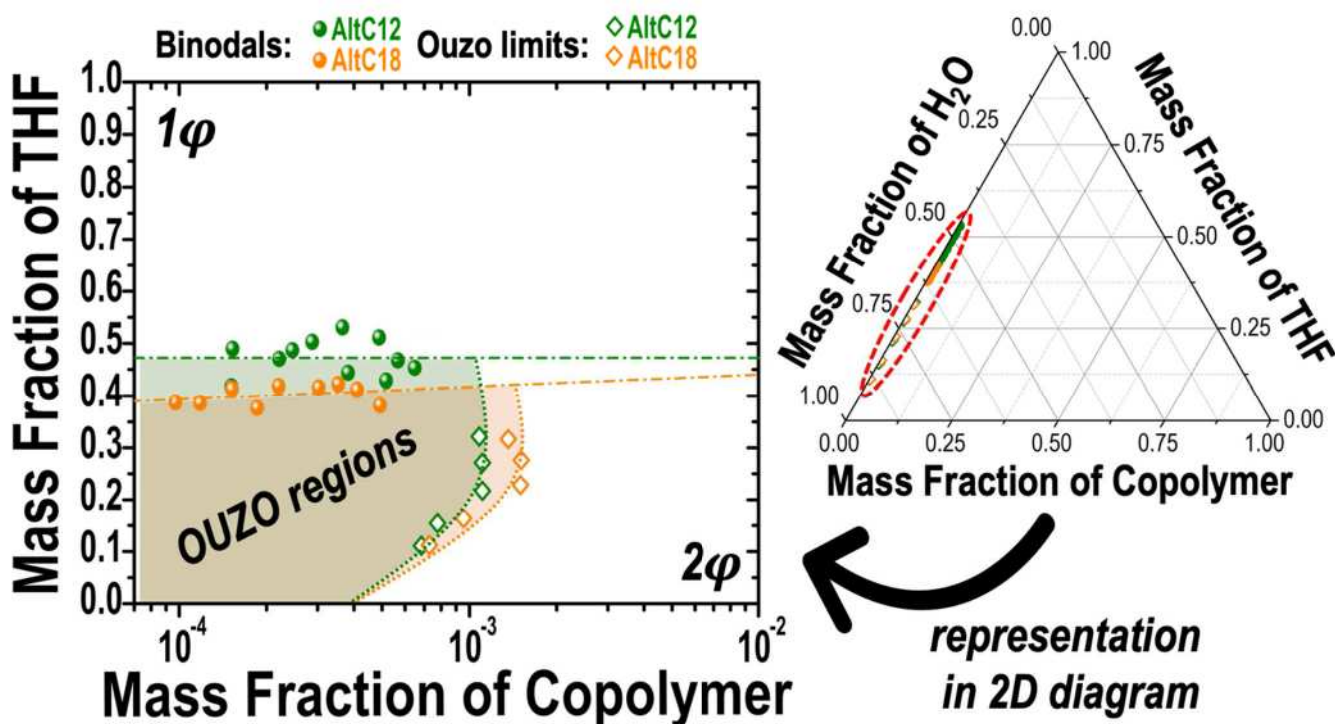 Binodals: AltC12 Ouzo limits: AltC12
AltC18 AltC18
1.0
0.9
0.8
0.7
0.6
0.5
0.4
0.3
0.2
0.1
0.0
Mass Fraction of THF
1φ
OUZO regions
2φ
10⁻⁴ 10⁻³ 10⁻²
Mass Fraction of Copolymer
0.00
0.25
0.50
0.75
1.00
Mass Fraction of H₂O
1.00
0.75
0.50
0.25
0.00
Mass Fraction of THF
0.00 0.25 0.50 0.75 1.00
Mass Fraction of Copolymer
representation
in 2D diagram